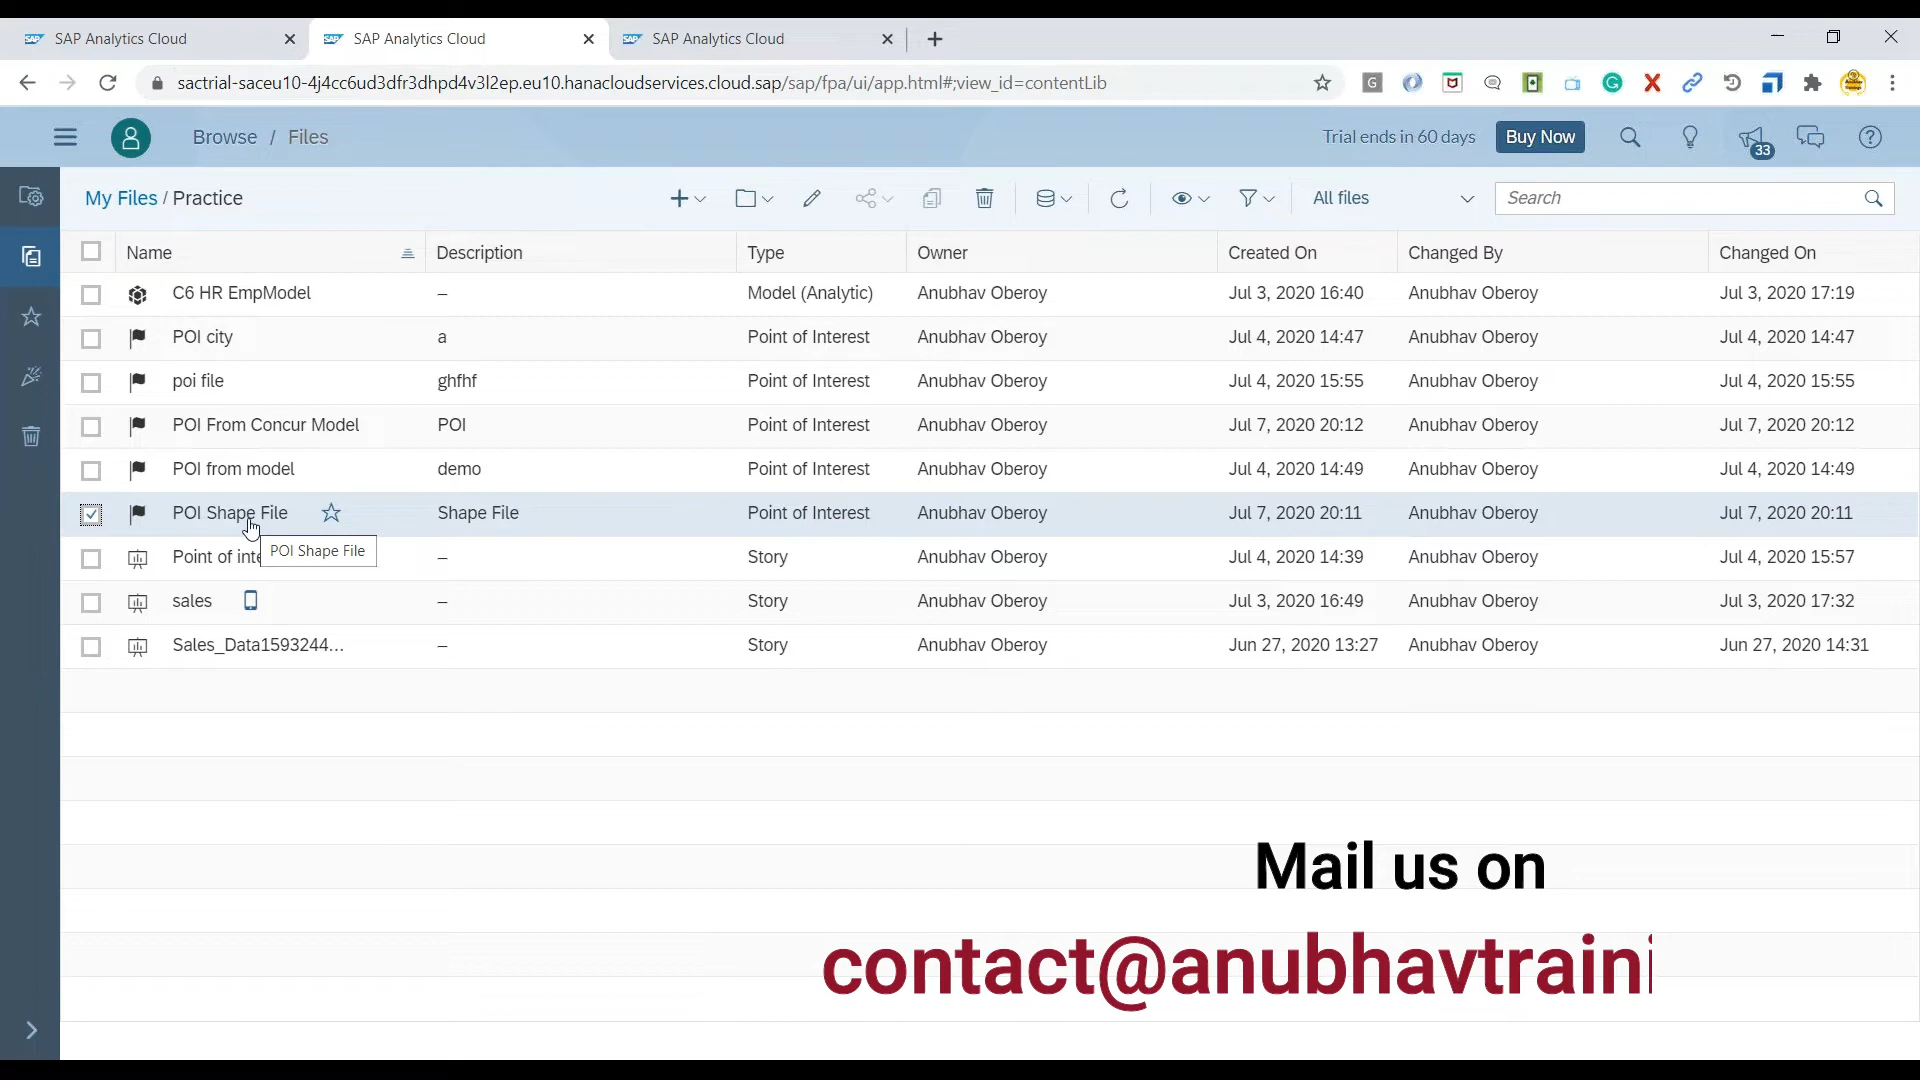 SAP Analytics Cloud
SAP Analytics Cloud
SAP Analytics Cloud
sactrial-saceu10-4j4cc6ud3dfr3dhpd4v3l2ep.eu10.hanacloudservices.cloud.sap/sap/fpa/ui/app.html#;view_id=contentLib
Browse / Files
Trial ends in 60 days
Buy Now
33
My Files / Practice
All files
Search
Name Description Type Owner Created On Changed By Changed On
C6 HR EmpModel – Model (Analytic) Anubhav Oberoy Jul 3, 2020 16:40 Anubhav Oberoy Jul 3, 2020 17:19
POI city a Point of Interest Anubhav Oberoy Jul 4, 2020 14:47 Anubhav Oberoy Jul 4, 2020 14:47
poi file ghfhf Point of Interest Anubhav Oberoy Jul 4, 2020 15:55 Anubhav Oberoy Jul 4, 2020 15:55
POI From Concur Model POI Point of Interest Anubhav Oberoy Jul 7, 2020 20:12 Anubhav Oberoy Jul 7, 2020 20:12
POI from model demo Point of Interest Anubhav Oberoy Jul 4, 2020 14:49 Anubhav Oberoy Jul 4, 2020 14:49
POI Shape File Shape File Point of Interest Anubhav Oberoy Jul 7, 2020 20:11 Anubhav Oberoy Jul 7, 2020 20:11
POI Shape File
Point of inte – Story Anubhav Oberoy Jul 4, 2020 14:39 Anubhav Oberoy Jul 4, 2020 15:57
sales – Story Anubhav Oberoy Jul 3, 2020 16:49 Anubhav Oberoy Jul 3, 2020 17:32
Sales_Data1593244... – Story Anubhav Oberoy Jun 27, 2020 13:27 Anubhav Oberoy Jun 27, 2020 14:31
Mail us on
contact@anubhavtraini